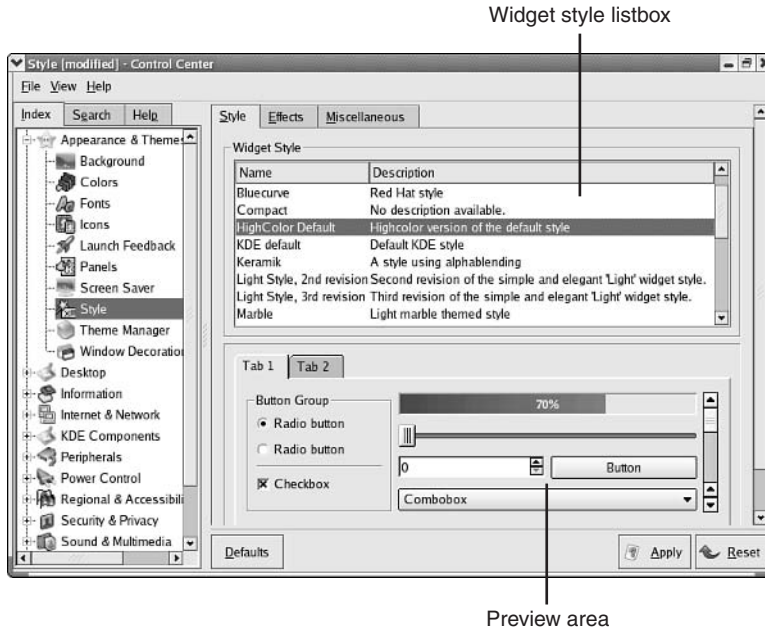 Widget style listbox
Style [modified] - Control Center
File View Help
Index Search Help
Appearance & Themes
Background
Colors
Fonts
Icons
Launch Feedback
Panels
Screen Saver
Style
Theme Manager
Window Decoratio
Desktop
Information
Internet & Network
KDE Components
Peripherals
Power Control
Regional & Accessibili
Security & Privacy
Sound & Multimedia
Style Effects Miscellaneous
Widget Style
Name Description
Bluecurve Red Hat style
Compact No description available.
HighColor Default Highcolor version of the default style
KDE default Default KDE style
Keramik A style using alphablending
Light Style, 2nd revision Second revision of the simple and elegant 'Light' widget style.
Light Style, 3rd revision Third revision of the simple and elegant 'Light' widget style.
Marble Light marble themed style
Tab 1 Tab 2
Button Group
Radio button
Radio button
Checkbox
70%
0 Button
Combobox
Defaults Apply Reset
Preview area